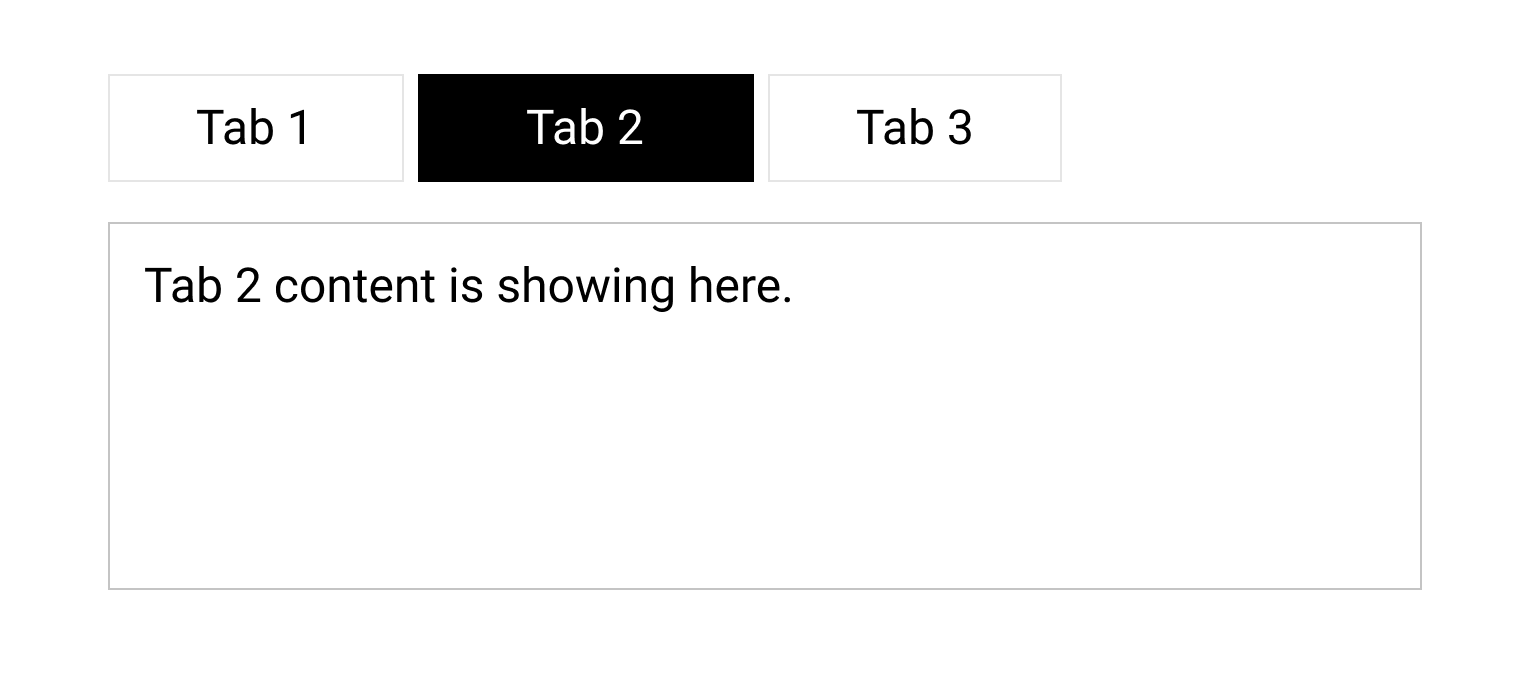 Tab 1 Tab 2 Tab 3
Tab 2 content is showing here.